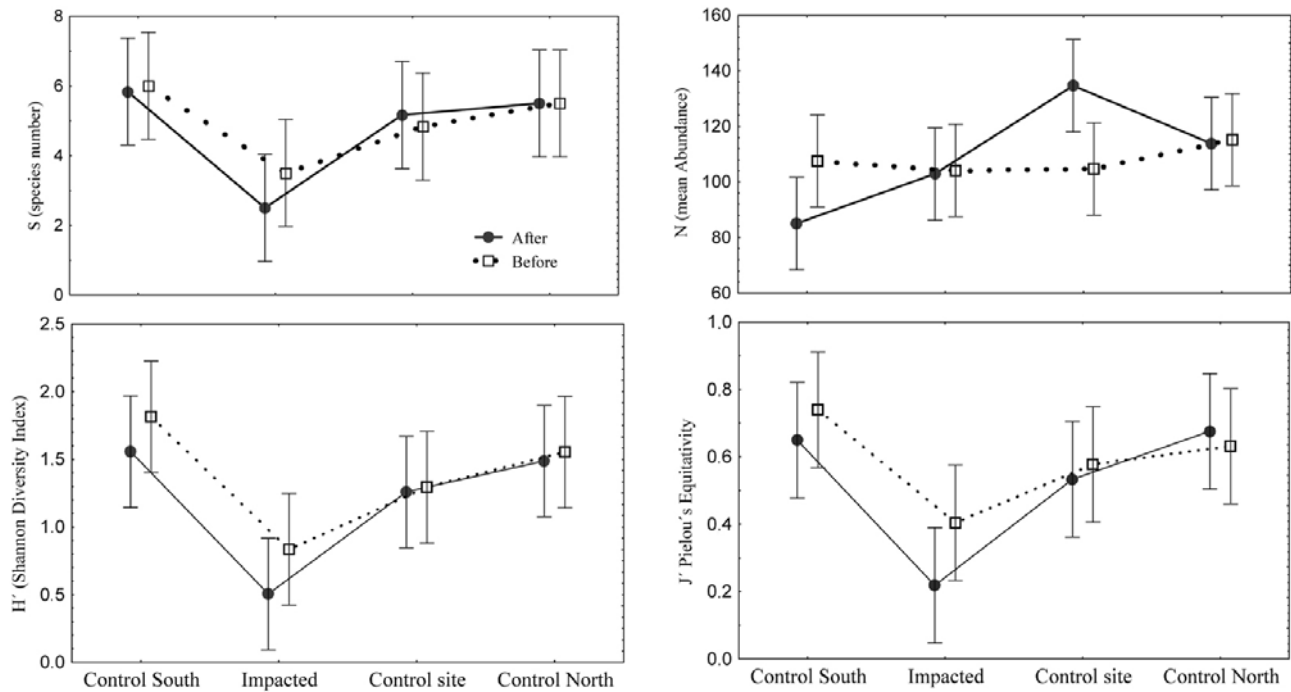 8
6
4
2
0
S (species number)
After
Before
160
140
120
100
80
60
N (mean Abundance)
2.5
2.0
1.5
1.0
0.5
0.0
H´ (Shannon Diversity Index)
Control South Impacted Control site Control North
1.0
0.8
0.6
0.4
0.2
0.0
J´ Pielou´s Equitativity
Control South Impacted Control site Control North